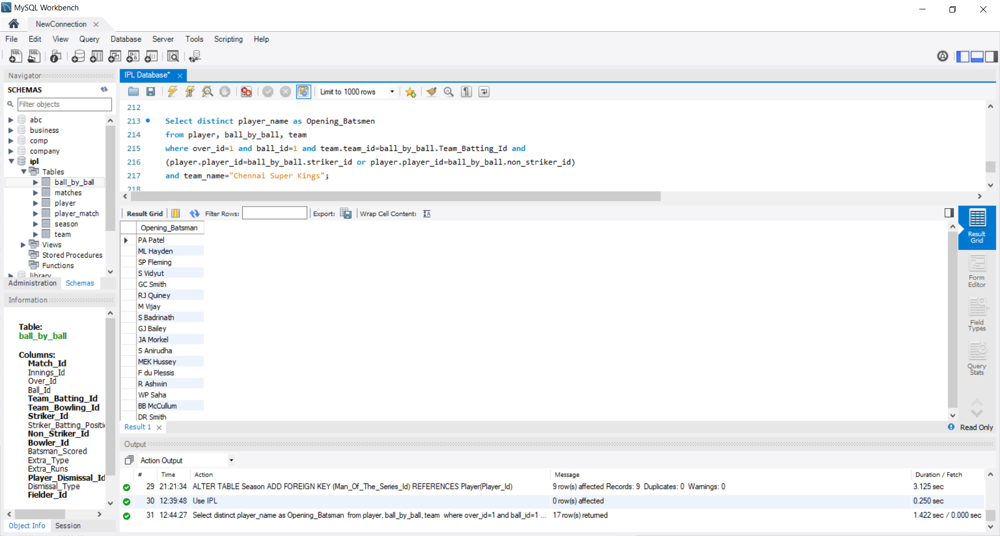 MySQL Workbench
NewConnection
File Edit View Query Database Server Tools Scripting Help
Navigator
SCHEMAS
Filter objects
abc
business
comp
company
ipl
Tables
ball_by_ball
matches
player
player_match
season
team
Views
Stored Procedures
Functions
library
Administration Schemas
Information
Table:
ball_by_ball
Columns:
Match_Id
Innings_Id
Over_Id
Ball_Id
Team_Batting_Id
Team_Bowling_Id
Striker_Id
Striker_Batting_Positi
Non_Striker_Id
Bowler_Id
Batsman_Scored
Extra_Type
Extra_Runs
Player_Dismissal_Id
Dismissal_Type
Fielder_Id
Object Info Session
IPL Database*
Limit to 1000 rows
212
213 Select distinct player_name as Opening_Batsmen
214 from player, ball_by_ball, team
215 where over_id=1 and ball_id=1 and team.team_id=ball_by_ball.Team_Batting_Id and
216 (player.player_id=ball_by_ball.striker_id or player.player_id=ball_by_ball.non_striker_id)
217 and team_name="Chennai Super Kings";
218
Result Grid Filter Rows: Export: Wrap Cell Content:
Opening_Batsman
PA Patel
ML Hayden
SP Fleming
S Vidyut
GC Smith
RJ Quiney
M Vijay
S Badrinath
GJ Bailey
JA Morkel
S Anirudha
MEK Hussey
F du Plessis
R Ashwin
WP Saha
BB McCullum
DR Smith
Result
Grid
Form
Editor
Field
Types
Query
Stats
Result 1
Read Only
Output
Action Output
# Time Action Message Duration / Fetch
29 21:21:34 ALTER TABLE Season ADD FOREIGN KEY (Man_Of_The_Series_Id) REFERENCES Player(Player_Id) 9 row(s) affected Records: 9 Duplicates: 0 Warnings: 0 3.125 sec
30 12:39:48 Use IPL 0 row(s) affected 0.250 sec
31 12:44:27 Select distinct player_name as Opening_Batsman from player, ball_by_ball, team where over_id=1 and ball_id=1 ... 17 row(s) returned 1.422 sec / 0.000 sec